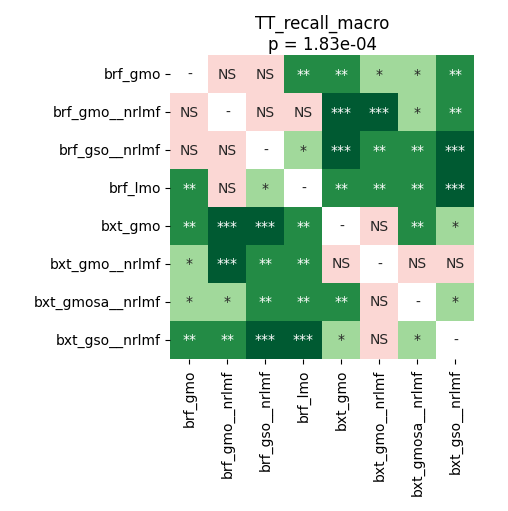 TT_recall_macro
p = 1.83e-04
brf_gmo - NS NS ** ** * * **
brf_gmo__nrlmf NS - NS NS *** *** * **
brf_gso__nrlmf NS NS - * *** ** ** ***
brf_lmo ** NS * - ** ** ** ***
bxt_gmo ** *** *** ** - NS ** *
bxt_gmo__nrlmf * *** ** ** NS - NS NS
bxt_gmosa__nrlmf * * ** ** ** NS - *
bxt_gso__nrlmf ** ** *** *** * NS * -
brf_gmo
brf_gmo__nrlmf
brf_gso__nrlmf
brf_lmo
bxt_gmo
bxt_gmo__nrlmf
bxt_gmosa__nrlmf
bxt_gso__nrlmf